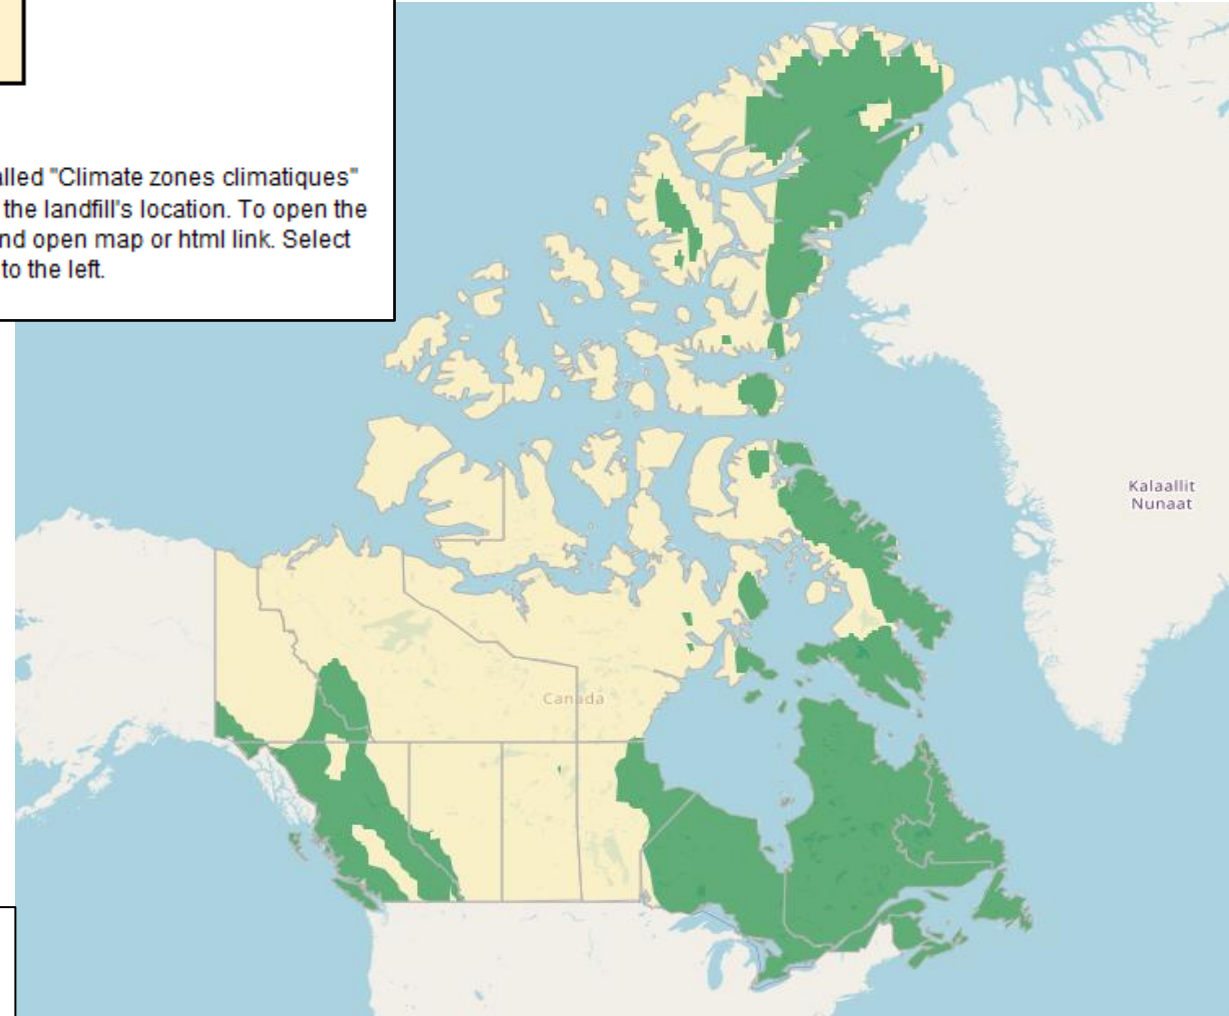 alled "Climate zones climatiques"
the landfill's location. To open the
nd open map or html link. Select
to the left.
Kalaallit
Nunaat
Canada